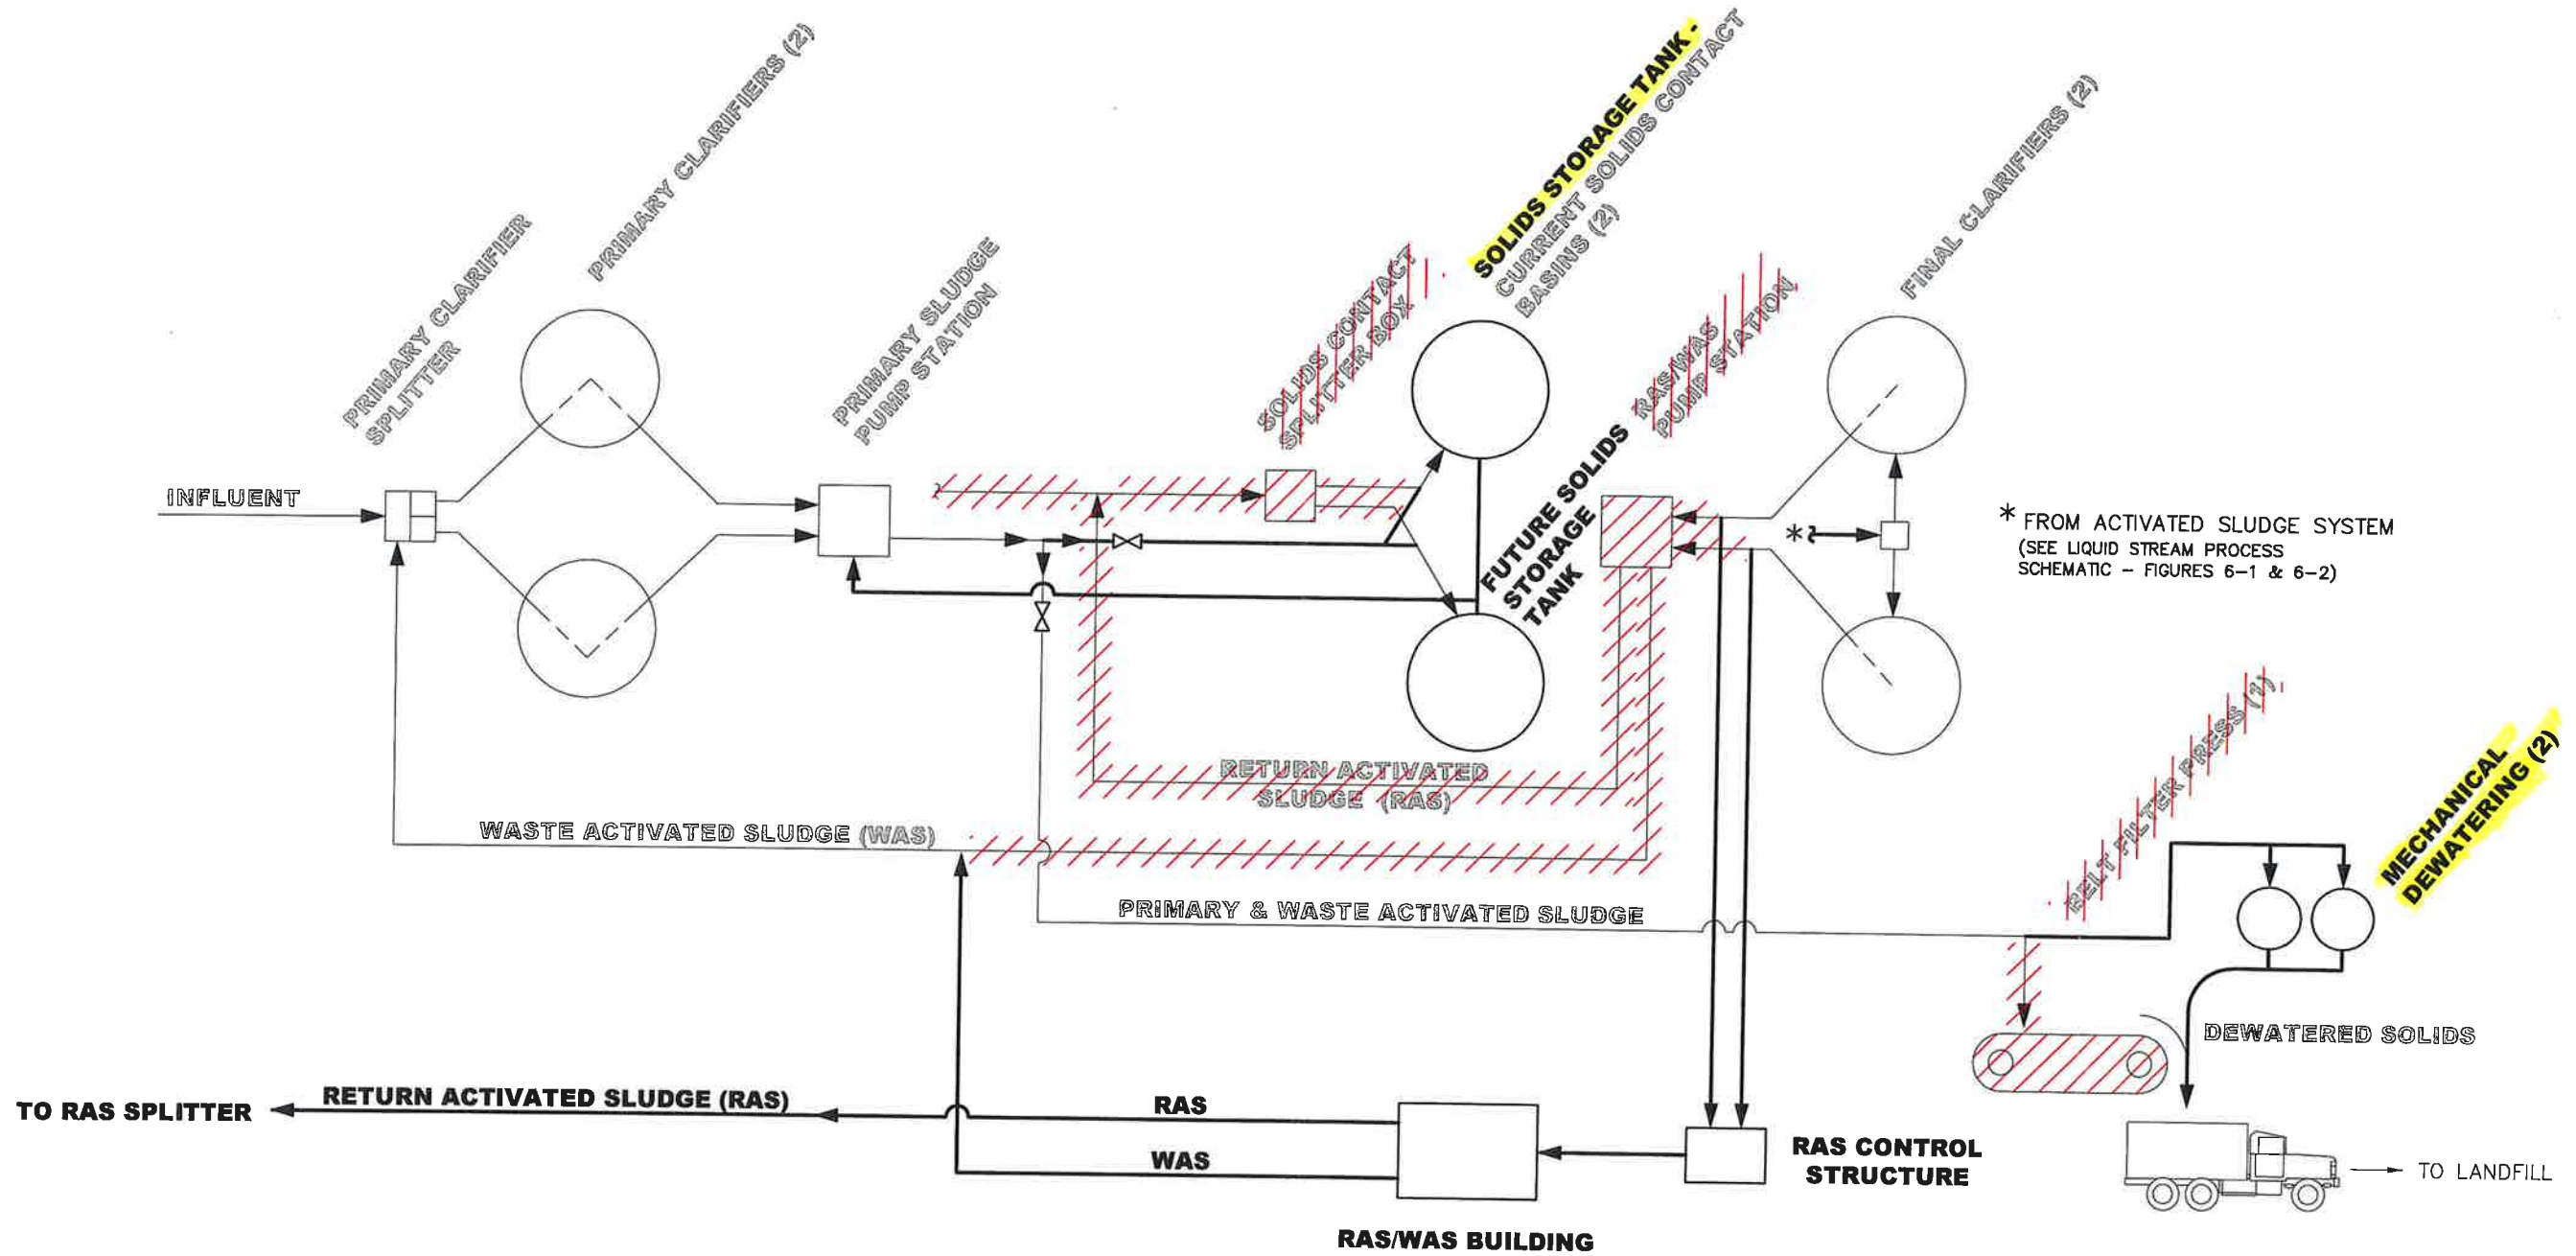 PRIMARY CLARIFIER
SPLITTER
PRIMARY CLARIFIERS (2)
PRIMARY SLUDGE
PUMP STATION
SOLIDS CONTACT
SPLITTER BOX
SOLIDS STORAGE TANK -
CURRENT SOLIDS CONTACT
BASINS (2)
RAS/WAS
PUMP STATION
FINAL CLARIFIERS (2)
INFLUENT
FUTURE SOLIDS
STORAGE
TANK
*
* FROM ACTIVATED SLUDGE SYSTEM
(SEE LIQUID STREAM PROCESS
SCHEMATIC – FIGURES 6–1 & 6–2)
RETURN ACTIVATED
SLUDGE (RAS)
WASTE ACTIVATED SLUDGE (WAS)
PRIMARY & WASTE ACTIVATED SLUDGE
BELT FILTER PRESS (1)
MECHANICAL
DEWATERING (2)
DEWATERED SOLIDS
TO RAS SPLITTER
RETURN ACTIVATED SLUDGE (RAS)
RAS
WAS
RAS CONTROL
STRUCTURE
TO LANDFILL
RAS/WAS BUILDING